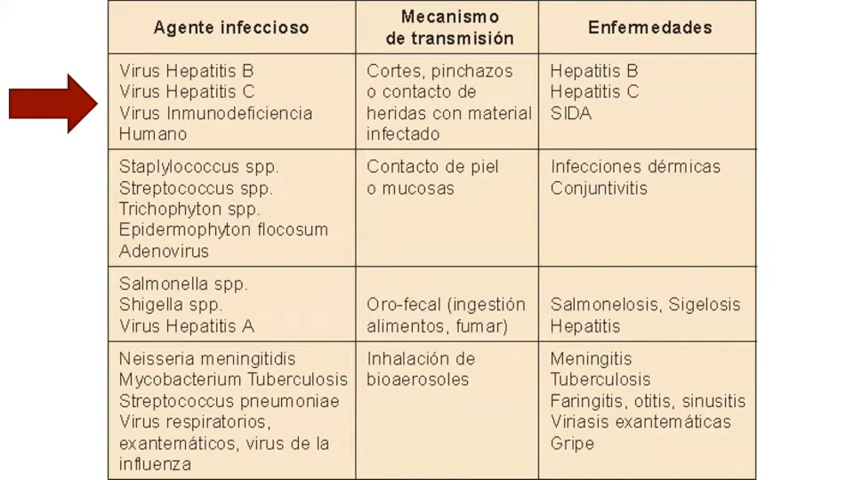 Agente infeccioso
Mecanismo
de transmisión
Enfermedades
Virus Hepatitis B
Virus Hepatitis C
Virus Inmunodeficiencia
Humano
Cortes, pinchazos
o contacto de
heridas con material
infectado
Hepatitis B
Hepatitis C
SIDA
Staplylococcus spp.
Streptococcus spp.
Trichophyton spp.
Epidermophyton flocosum
Adenovirus
Contacto de piel
o mucosas
Infecciones dérmicas
Conjuntivitis
Salmonella spp.
Shigella spp.
Virus Hepatitis A
Oro-fecal (ingestión
alimentos, fumar)
Salmonelosis, Sigelosis
Hepatitis
Neisseria meningitidis
Mycobacterium Tuberculosis
Streptococcus pneumoniae
Virus respiratorios,
exantemáticos, virus de la
influenza
Inhalación de
bioaerosoles
Meningitis
Tuberculosis
Faringitis, otitis, sinusitis
Viriasis exantemáticas
Gripe